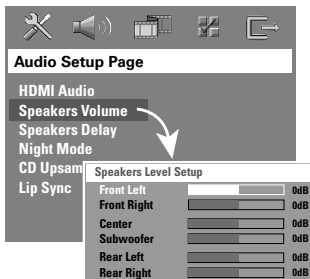 Audio Setup Page
HDMI Audio
Speakers Volume
Speakers Delay
Night Mode
CD Upsam
Lip Sync
Speakers Level Setup
Front Left 0dB
Front Right 0dB
Center 0dB
Subwoofer 0dB
Rear Left 0dB
Rear Right 0dB